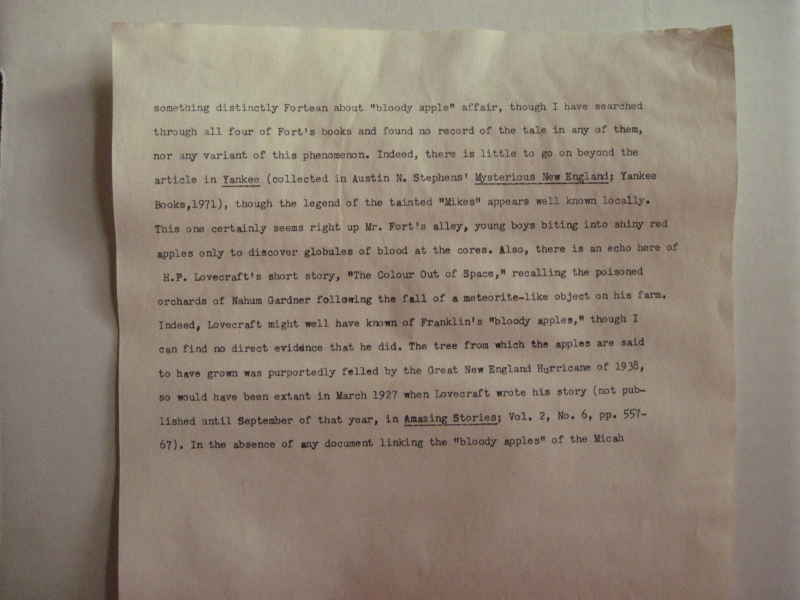 something distinctly Fortean about "bloody apple" affair, though I have searched
through all four of Fort's books and found no record of the tale in any of them,
nor any variant of this phenomenon. Indeed, there is little to go on beyond the
article in Yankee (collected in Austin N. Stephens' Mysterious New England; Yankee
Books,1971), though the legend of the tainted "Mikes" appears well known locally.
This one certainly seems right up Mr. Fort's alley, young boys biting into shiny red
apples only to discover globules of blood at the cores. Also, there is an echo here of
H.P. Lovecraft's short story, "The Colour Out of Space," recalling the poisoned
orchards of Nahum Gardner following the fall of a meteorite-like object on his farm.
Indeed, Lovecraft might well have known of Franklin's "bloody apples," though I
can find no direct evidence that he did. The tree from which the apples are said
to have grown was purportedly felled by the Great New England Hurricane of 1938,
so would have been extant in March 1927 when Lovecraft wrote his story (not pub-
lished until September of that year, in Amazing Stories; Vol. 2, No. 6, pp. 557-
67). In the absence of any document linking the "bloody apples" of the Micah